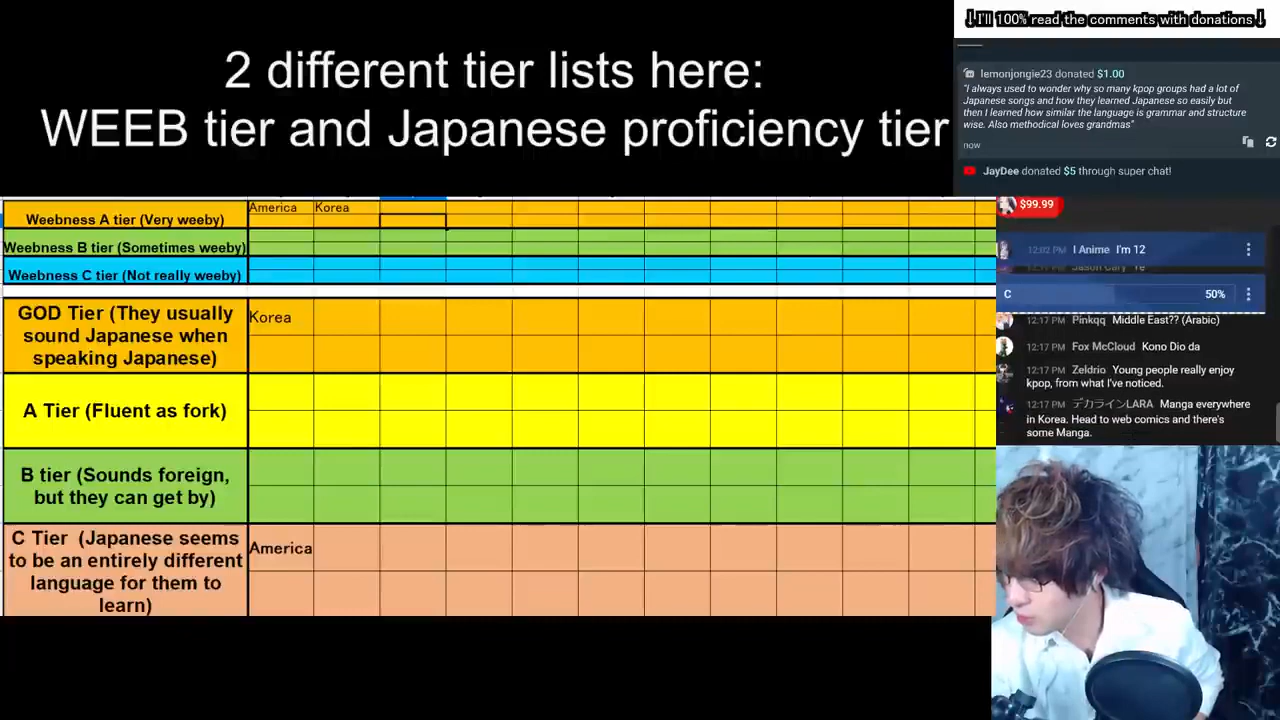 2 different tier lists here:
WEEB tier and Japanese proficiency tier
Weebness A tier (Very weeby)
America
Korea
Weebness B tier (Sometimes weeby)
Weebness C tier (Not really weeby)
GOD Tier (They usually
sound Japanese when
speaking Japanese)
Korea
A Tier (Fluent as fork)
B tier (Sounds foreign,
but they can get by)
C Tier (Japanese seems
to be an entirely different
language for them to
learn)
America
↓I'll 100% read the comments with donations↓
lemonjongie23 donated $1.00
"I always used to wonder why so many kpop groups had a lot of
Japanese songs and how they learned Japanese so easily but
then I learned how similar the language is grammar and structure
wise. Also methodical loves grandmas"
now
JayDee donated $5 through super chat!
$99.99
12:02 PM I Anime I'm 12
C 50%
12:17 PM Pinkqq Middle East?? (Arabic)
12:17 PM Fox McCloud Kono Dio da
12:17 PM Zeldrio Young people really enjoy
kpop, from what I've noticed.
12:17 PM デカラインLARA Manga everywhere
in Korea. Head to web comics and there's
some Manga.